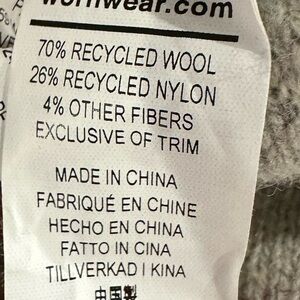 wornwear.com
70% RECYCLED WOOL
26% RECYCLED NYLON
4% OTHER FIBERS
EXCLUSIVE OF TRIM
MADE IN CHINA
FABRIQUÉ EN CHINE
HECHO EN CHINA
FATTO IN CINA
TILLVERKAD I KINA
中国製